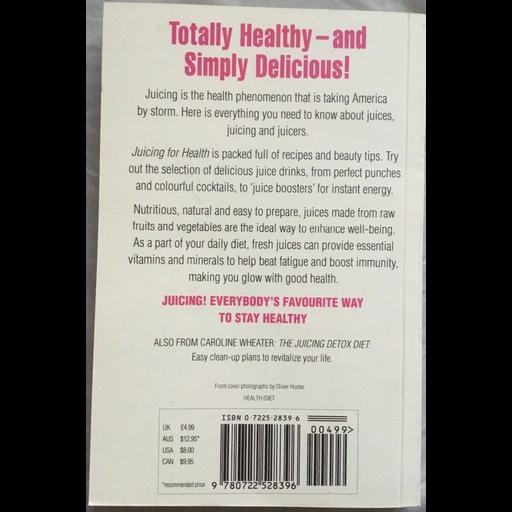 Totally Healthy – and
Simply Delicious!
Juicing is the health phenomenon that is taking America
by storm. Here is everything you need to know about juices,
juicing and juicers.
Juicing for Health is packed full of recipes and beauty tips. Try
out the selection of delicious juice drinks, from perfect punches
and colourful cocktails, to 'juice boosters' for instant energy.
Nutritious, natural and easy to prepare, juices made from raw
fruits and vegetables are the ideal way to enhance well-being.
As a part of your daily diet, fresh juices can provide essential
vitamins and minerals to help beat fatigue and boost immunity,
making you glow with good health.
JUICING! EVERYBODY'S FAVOURITE WAY
TO STAY HEALTHY
ALSO FROM CAROLINE WHEATER: THE JUICING DETOX DIET:
Easy clean-up plans to revitalize your life.
Front cover photographs by Oliver Hunter
HEALTH/DIET
ISBN 0-7225-2839-6
UK £4.99
AUS $12.95*
USA $8.00
CAN $9.95
*recommended price
00499>
9 780722 528396